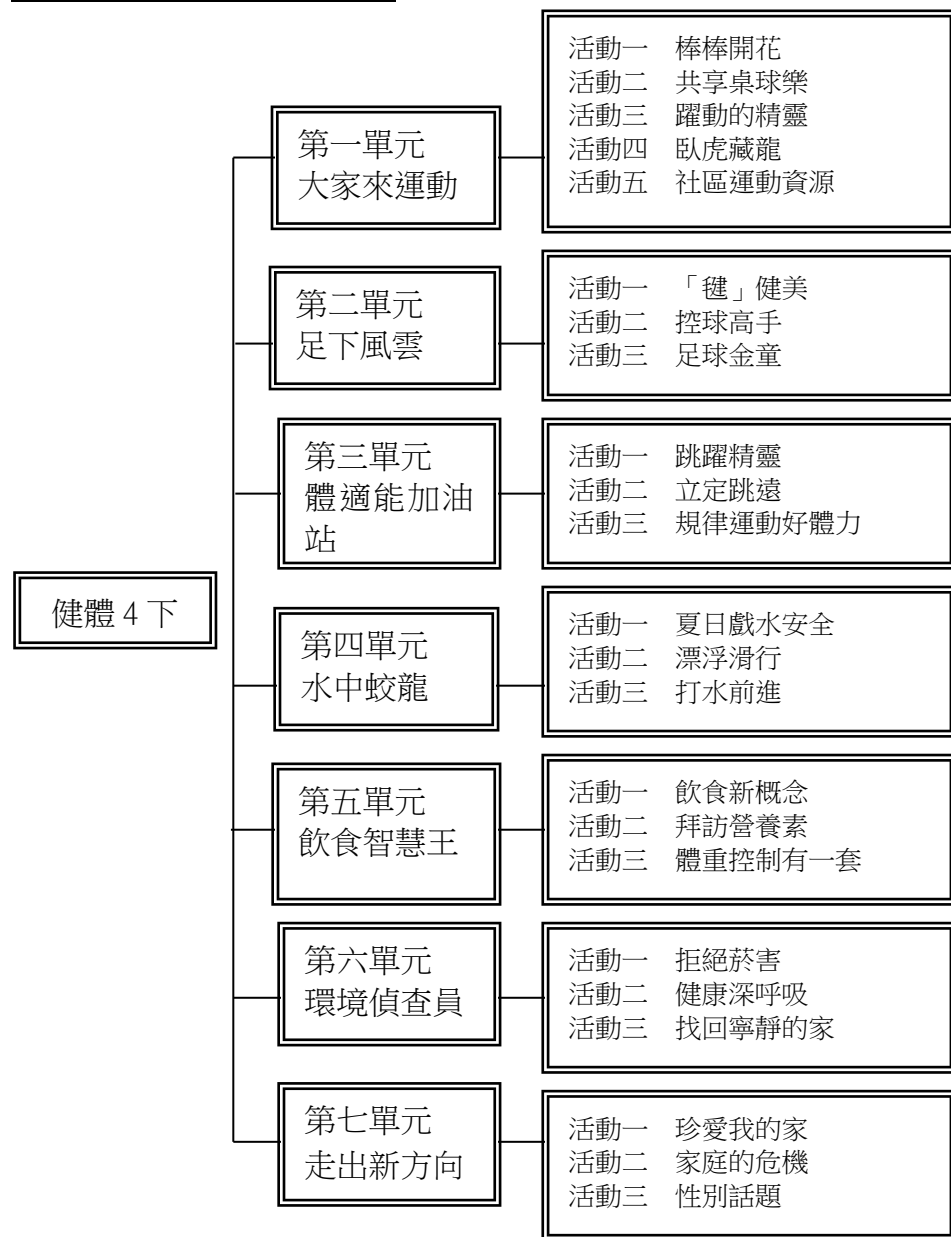 健體4下
第一單元
大家來運動
活動一　棒棒開花
活動二　共享桌球樂
活動三　躍動的精靈
活動四　臥虎藏龍
活動五　社區運動資源
第二單元
足下風雲
活動一　「毽」健美
活動二　控球高手
活動三　足球金童
第三單元
體適能加油
站
活動一　跳躍精靈
活動二　立定跳遠
活動三　規律運動好體力
第四單元
水中蛟龍
活動一　夏日戲水安全
活動二　漂浮滑行
活動三　打水前進
第五單元
飲食智慧王
活動一　飲食新概念
活動二　拜訪營養素
活動三　體重控制有一套
第六單元
環境偵查員
活動一　拒絕菸害
活動二　健康深呼吸
活動三　找回寧靜的家
第七單元
走出新方向
活動一　珍愛我的家
活動二　家庭的危機
活動三　性別話題